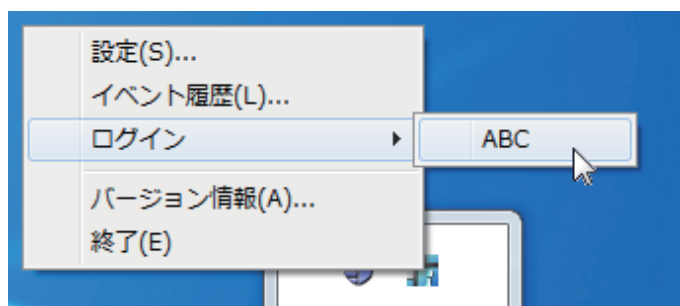 設定(S)...
イベント履歴(L)...
ログイン
ABC
バージョン情報(A)...
終了(E)